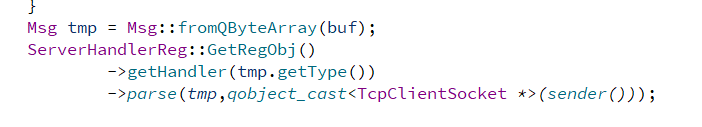 }
Msg tmp = Msg::fromQByteArray(buf);
ServerHandlerReg::GetRegObj()
->getHandler(tmp.getType())
->parse(tmp,qobject_cast<TcpClientSocket *>(sender()));